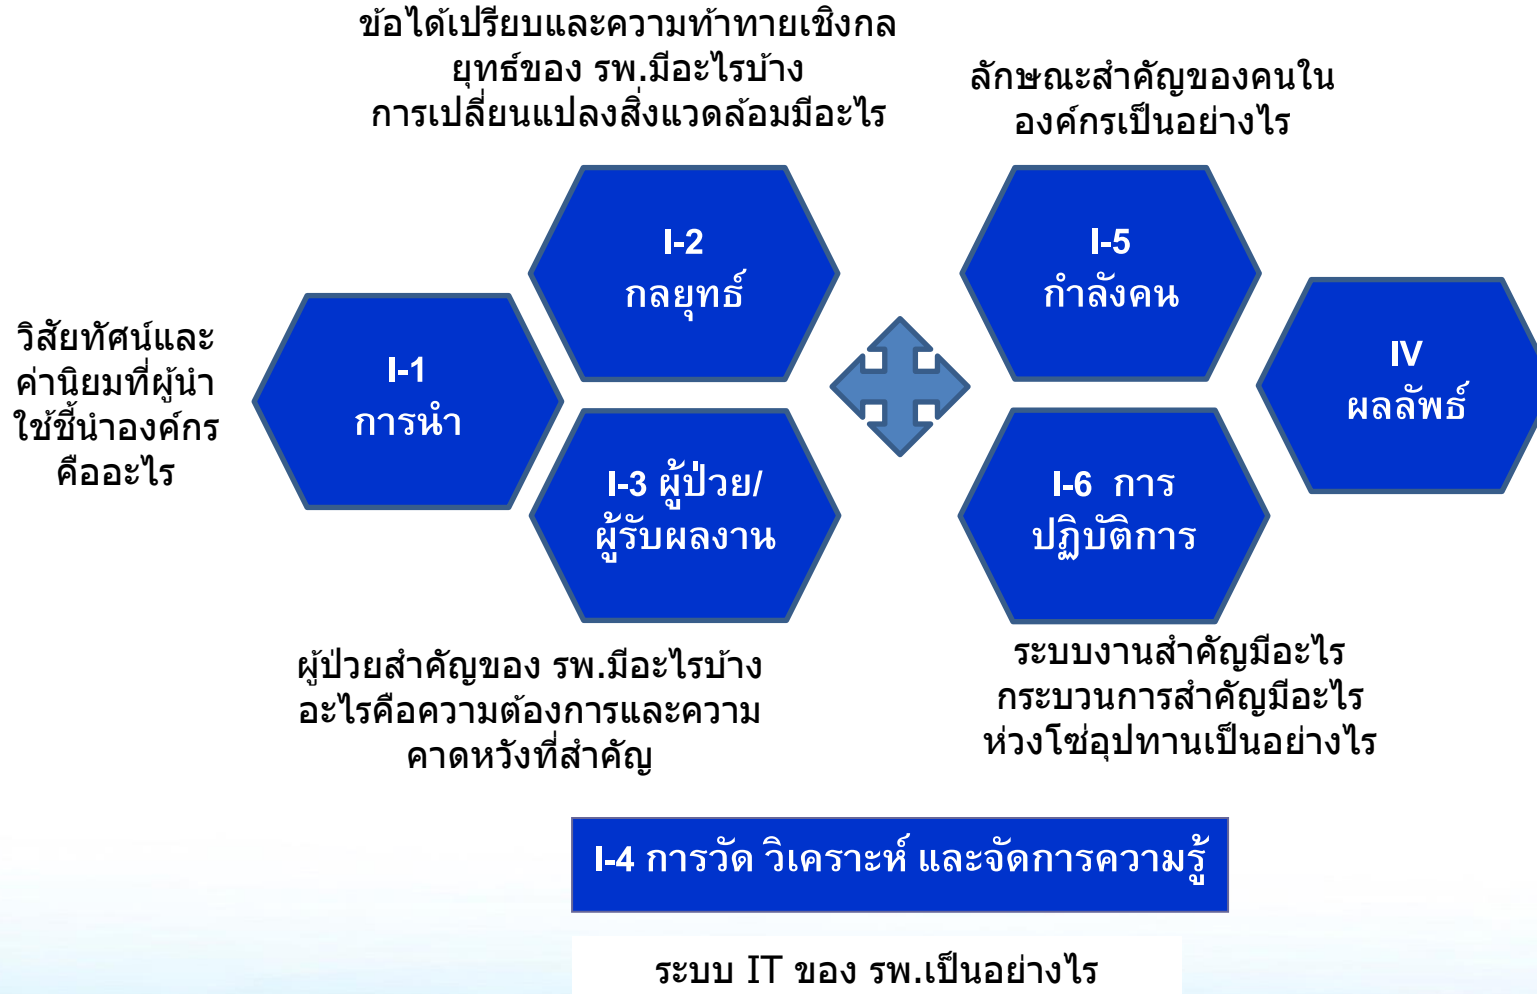 ข้อได้เปรียบและความท้าทายเชิงกล
ยุทธ์ของ รพ.มีอะไรบ้าง
การเปลี่ยนแปลงสิ่งแวดล้อมมีอะไร
ลักษณะสำคัญของคนใน
องค์กรเป็นอย่างไร
I-2
กลยุทธ์
I-5
กำลังคน
วิสัยทัศน์และ
ค่านิยมที่ผู้นำ
ใช้ชี้นำองค์กร
คืออะไร
I-1
การนำ
IV
ผลลัพธ์
I-3 ผู้ป่วย/
ผู้รับผลงาน
I-6 การ
ปฏิบัติการ
ผู้ป่วยสำคัญของ รพ.มีอะไรบ้าง
อะไรคือความต้องการและความ
คาดหวังที่สำคัญ
ระบบงานสำคัญมีอะไร
กระบวนการสำคัญมีอะไร
ห่วงโซ่อุปทานเป็นอย่างไร
I-4 การวัด วิเคราะห์ และจัดการความรู้
ระบบ IT ของ รพ.เป็นอย่างไร